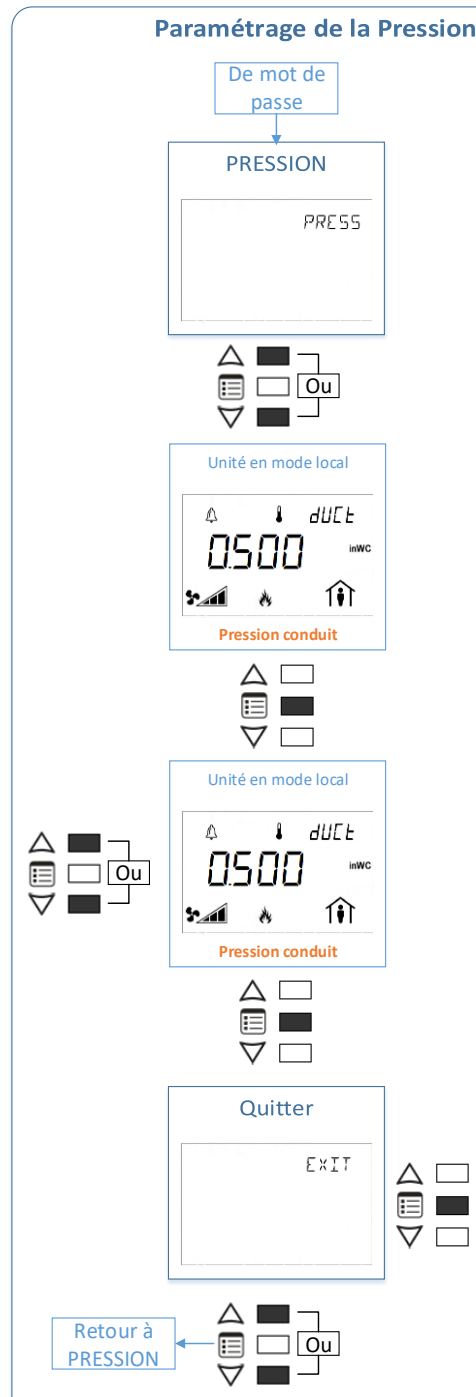 Paramétrage de la Pression
De mot de
passe
PRESSION
PRESS
Ou
Unité en mode local
duct
0.500
inWC
Pression conduit
Unité en mode local
duct
0.500
inWC
Pression conduit
Ou
Quitter
EXIT
Ou
Retour à
PRESSION